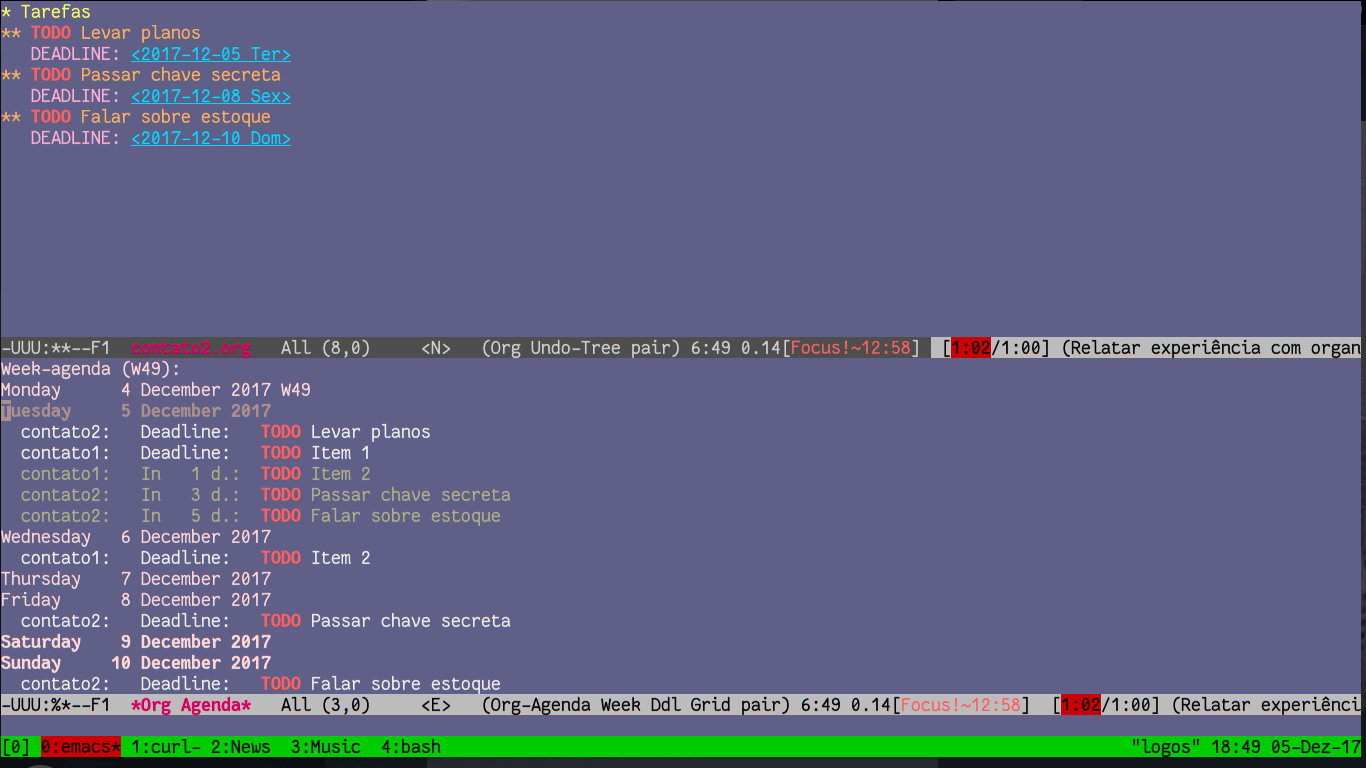 * Tarefas
** TODO Levar planos
DEADLINE: <2017-12-05 Ter>
** TODO Passar chave secreta
DEADLINE: <2017-12-08 Sex>
** TODO Falar sobre estoque
DEADLINE: <2017-12-10 Dom>
-UUU:**--F1 contato2.org All (8,0) <N> (Org Undo-Tree pair) 6:49 0.14[Focus!~12:58] [1:02/1:00] (Relatar experiência com organ
Week-agenda (W49):
Monday 4 December 2017 W49
Tuesday 5 December 2017
contato2: Deadline: TODO Levar planos
contato1: Deadline: TODO Item 1
contato1: In 1 d.: TODO Item 2
contato2: In 3 d.: TODO Passar chave secreta
contato2: In 5 d.: TODO Falar sobre estoque
Wednesday 6 December 2017
contato1: Deadline: TODO Item 2
Thursday 7 December 2017
Friday 8 December 2017
contato2: Deadline: TODO Passar chave secreta
Saturday 9 December 2017
Sunday 10 December 2017
contato2: Deadline: TODO Falar sobre estoque
-UUU:%*--F1 *Org Agenda* All (3,0) <E> (Org-Agenda Week Ddl Grid pair) 6:49 0.14[Focus!~12:58] [1:02/1:00] (Relatar experiênci
[0] 0:emacs* 1:curl- 2:News 3:Music 4:bash "logos" 18:49 05-Dez-17